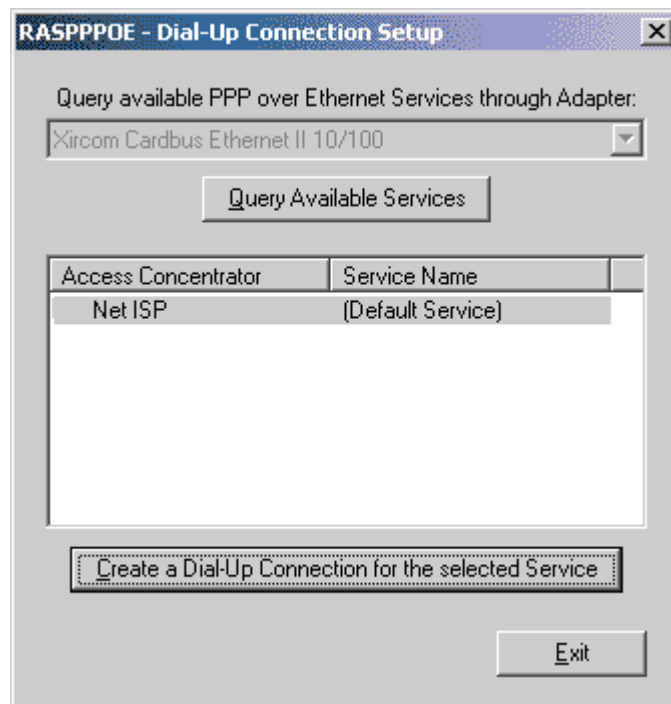 RASPPPOE - Dial-Up Connection Setup
Query available PPP over Ethernet Services through Adapter:
Xircom Cardbus Ethernet II 10/100
Query Available Services
Access Concentrator Service Name
Net ISP (Default Service)
Create a Dial-Up Connection for the selected Service
Exit